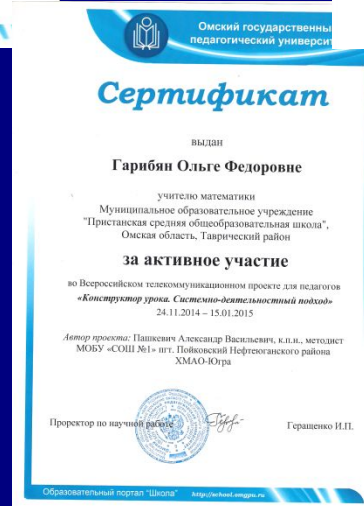 Омский государственны
педагогический университ
Сертификат
выдан
Гарибян Ольге Федоровне
учителю математики
Муниципальное образовательное учреждение
"Пристанская средняя общеобразовательная школа",
Омская область, Таврический район
за активное участие
во Всероссийском телекоммуникационном проекте для педагогов
«Конструктор урока. Системно-деятельностный подход»
24.11.2014 – 15.01.2015
Автор проекта: Пашкевич Александр Васильевич, к.п.н., методист
МОБУ «СОШ №1» пгт. Пойковский Нефтеюганского района
ХМАО-Югра
Проректор по научной работе Геращенко И.П.
Образовательный портал "Школа" http://school.omgpu.ru